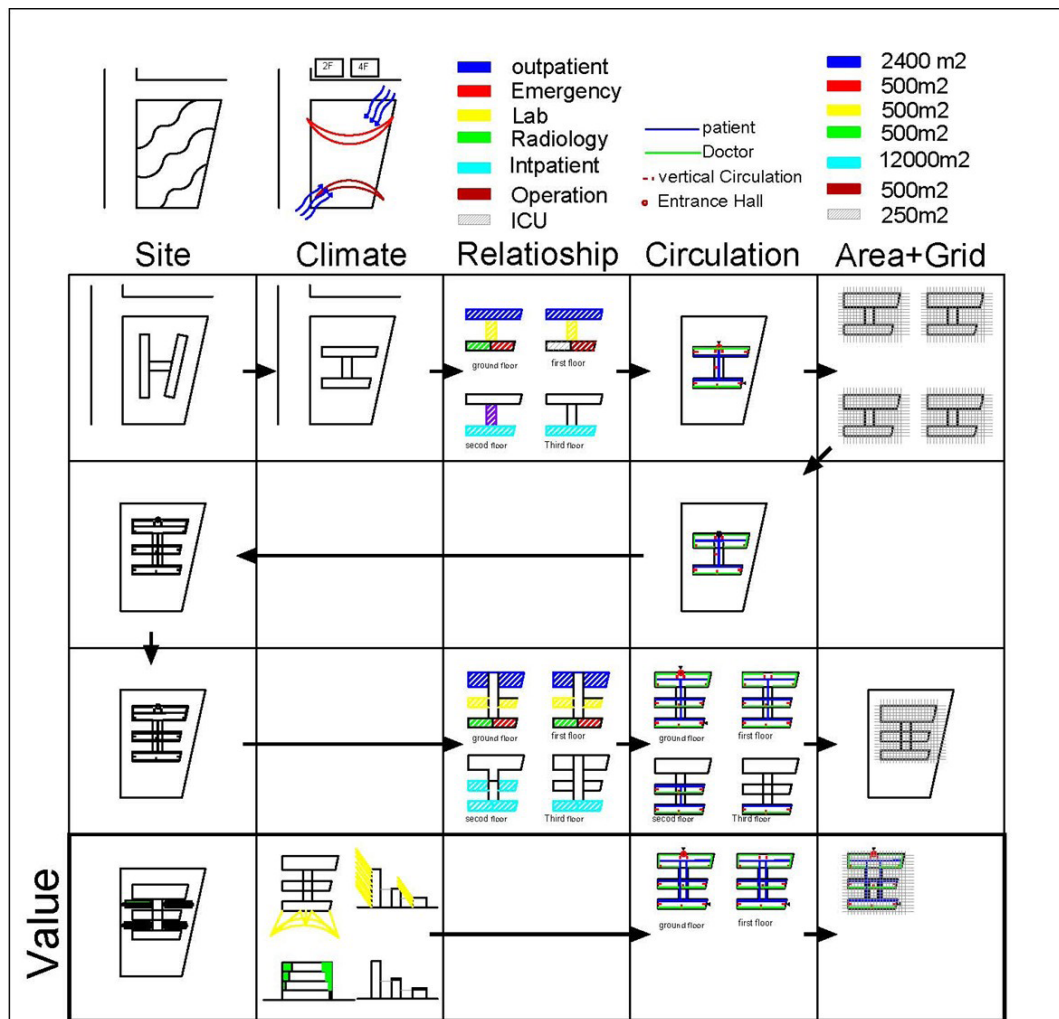 2F 4F
outpatient
Emergency
Lab
Radiology
Intpatient
Operation
ICU
patient
Doctor
vertical Circulation
Entrance Hall
2400 m2
500m2
500m2
500m2
12000m2
500m2
250m2
Site Climate Relatioship Circulation Area+Grid
ground floor first floor
secod floor Third floor
ground floor first floor ground floor first floor
secod floor Third floor secod floor Third floor
Value
ground floor first floor